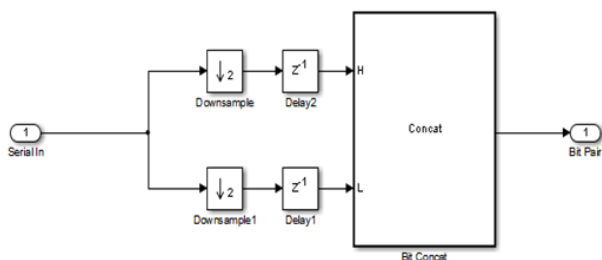 ↓2
Z-1
Downsample
Delay2
H
Concat
1
Serial In
1
Bit Pair
↓2
Z-1
L
Downsample1
Delay1
Bit Concat